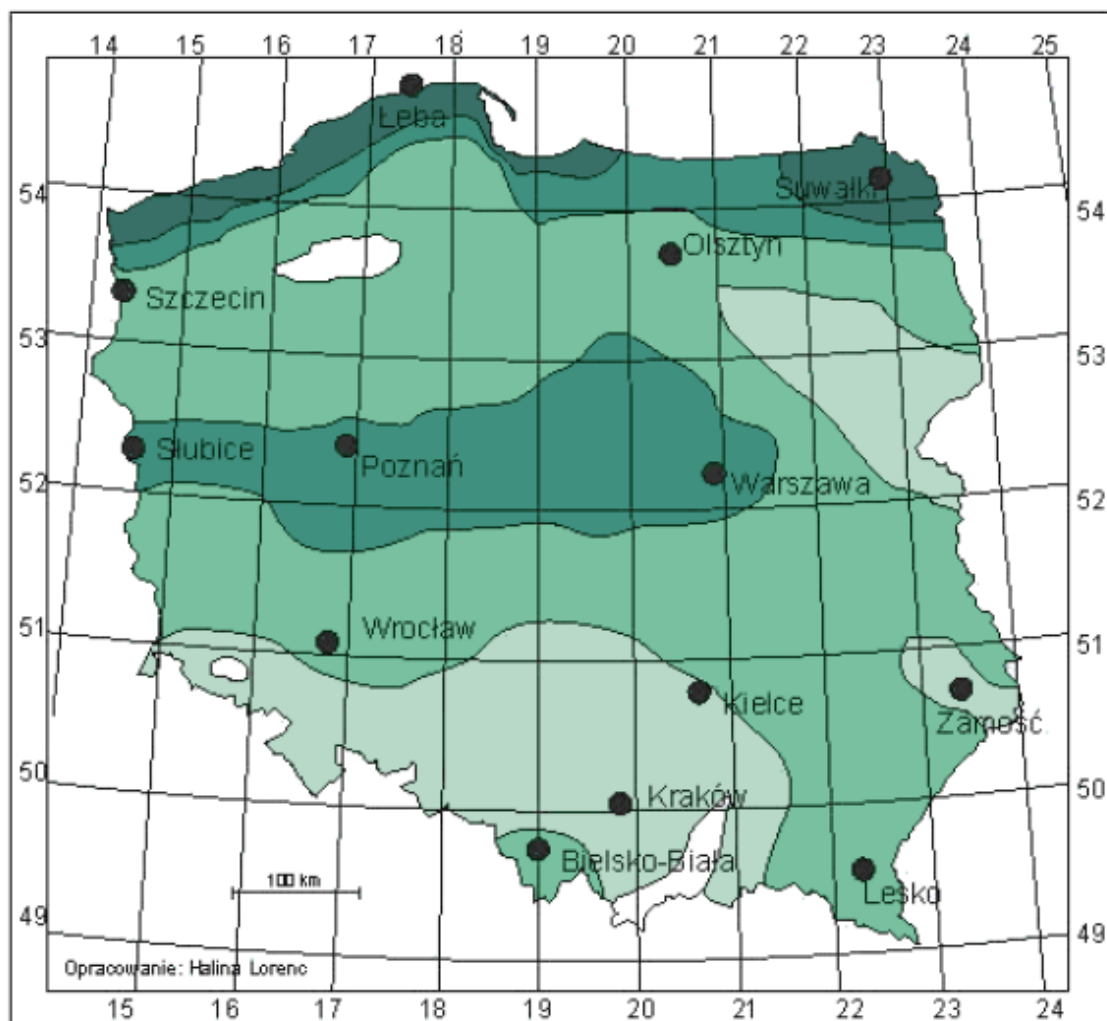 14 15 16 17 18 19 20 21 22 23 24 25
Łeba
Suwałki
54 54
Olsztyn
Szczecin
53 53
Słubice Poznań Warszawa
52 52
51 Wrocław 51
Kielce Zamość
50 Kraków 50
Bielsko-Biała Lesko
100 km
49 49
Opracowanie: Halina Lorenc
15 16 17 18 19 20 21 22 23 24